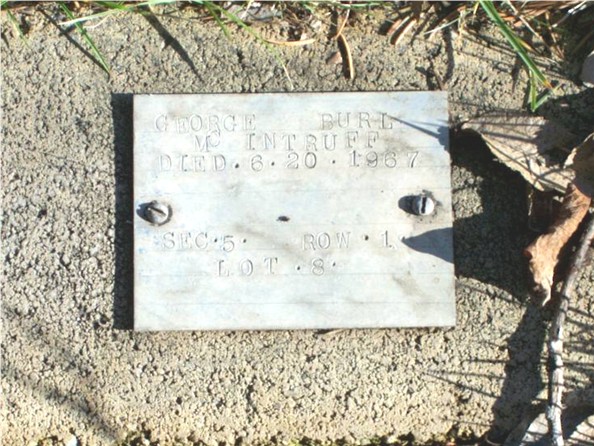 GEORGE BURL
Mc INTRUFF
DIED.6.20.1967
SEC.5. ROW.1.
LOT.8.